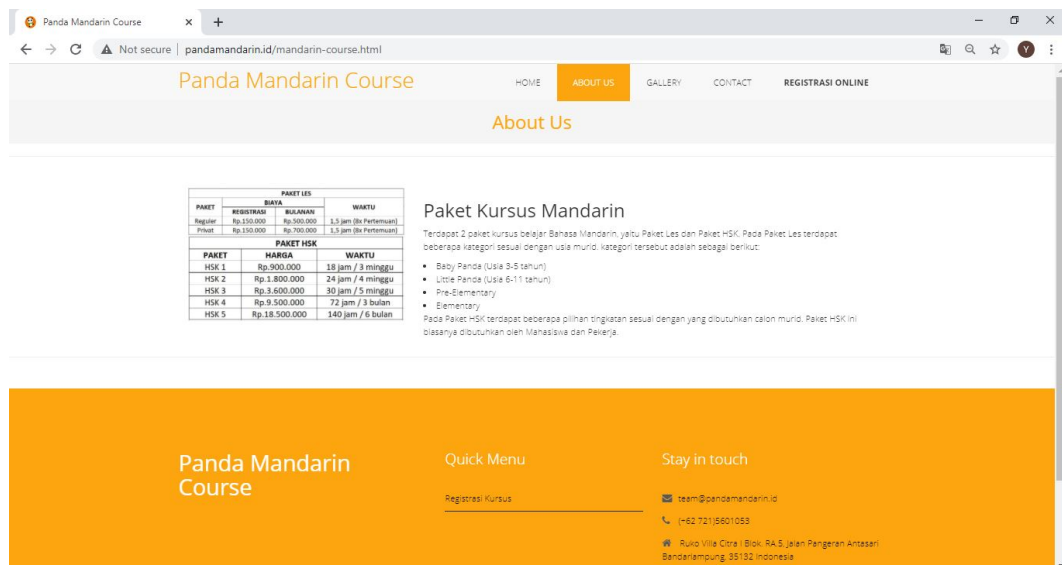 Panda Mandarin Course
Not secure | pandamandarin.id/mandarin-course.html
Y
Panda Mandarin Course
HOME
ABOUT US
GALLERY
CONTACT
REGISTRASI ONLINE
About Us
PAKET LES
PAKET
BIAYA
WAKTU
REGISTRASI
BULANAN
Reguler Rp.150.000 Rp.500.000 1,5 jam (8x Pertemuan)
Privat Rp.150.000 Rp.700.000 1,5 jam (8x Pertemuan)
PAKET HSK
PAKET HARGA WAKTU
HSK 1 Rp.900.000 18 jam / 3 minggu
HSK 2 Rp.1.800.000 24 jam / 4 minggu
HSK 3 Rp.3.600.000 30 jam / 5 minggu
HSK 4 Rp.9.500.000 72 jam / 3 bulan
HSK 5 Rp.18.500.000 140 jam / 6 bulan
Paket Kursus Mandarin
Terdapat 2 paket kursus belajar Bahasa Mandarin, yaitu Paket Les dan Paket HSK. Pada Paket Les terdapat
beberapa kategori sesuai dengan usia murid. kategori tersebut adalah sebagai berikut:
Baby Panda (Usia 3-5 tahun)
Little Panda (Usia 6-11 tahun)
Pre-Elementary
Elementary
Pada Paket HSK terdapat beberapa pilihan tingkatan sesuai dengan yang dibutuhkan calon murid. Paket HSK ini
biasanya dibutuhkan oleh Mahasiswa dan Pekerja.
Panda Mandarin
Course
Quick Menu
Registrasi Kursus
Stay in touch
team@pandamandarin.id
(+62 721)5601053
Ruko Villa Citra I Blok. RA.5, Jalan Pangeran Antasari
Bandarlampung, 35132 Indonesia